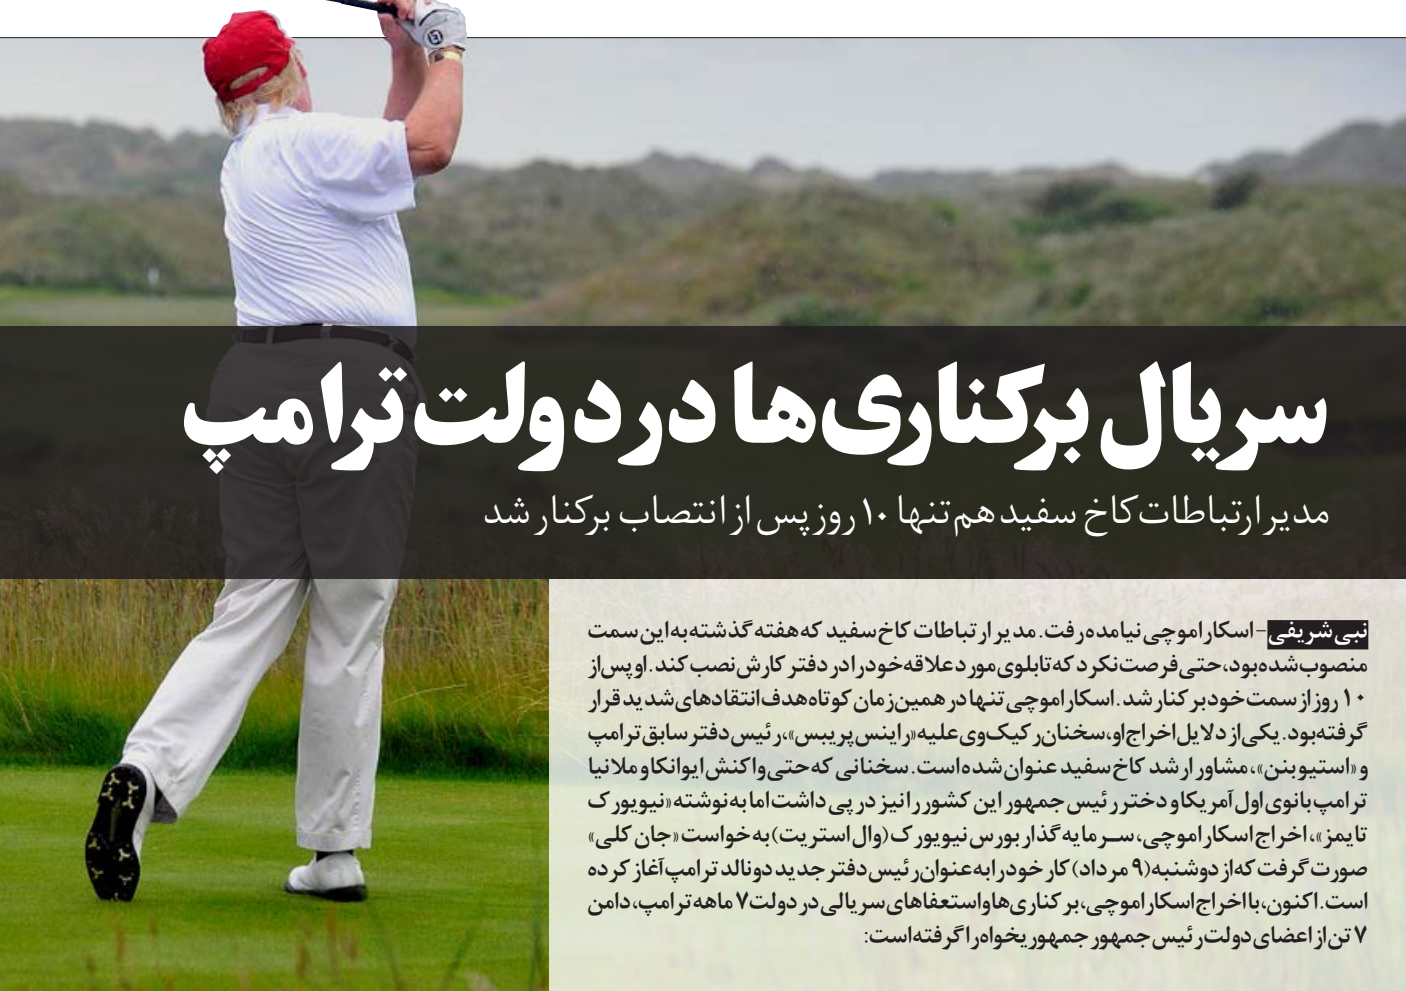 سریال برکناری‌ها در دولت ترامپ
مدیر ارتباطات کاخ سفید هم تنها ۱۰ روز پس از انتصاب برکنار شد
نبی شریفی- اسکاراموچی نیامده رفت. مدیر ارتباطات کاخ سفید که هفته گذشته به این سمت
منصوب شده بود، حتی فرصت نکرد که تابلوی مورد علاقه خود را در دفتر کارش نصب کند. او پس از
۱۰ روز از سمت خود برکنار شد. اسکاراموچی تنها در همین زمان کوتاه هدف انتقادهای شدید قرار
گرفته بود. یکی از دلایل اخراج او، سخنان رکیک وی علیه «راینس پریبس»، رئیس دفتر سابق ترامپ
و «استیو بنن»، مشاور ارشد کاخ سفید عنوان شده است. سخنانی که حتی واکنش ایوانکا و ملانیا
ترامپ بانوی اول آمریکا و دختر رئیس جمهور این کشور را نیز در پی داشت اما به نوشته «نیویورک
تایمز»، اخراج اسکاراموچی، سرمایه گذار بورس نیویورک (وال استریت) به خواست «جان کلی»
صورت گرفت که از دوشنبه (۹ مرداد) کار خود را به عنوان رئیس دفتر جدید دونالد ترامپ آغاز کرده
است. اکنون، با اخراج اسکاراموچی، برکناری‌ها و استعفاهای سریالی در دولت ۷ ماهه ترامپ، دامن
۷ تن از اعضای دولت رئیس جمهور جمهوریخواه را گرفته است: